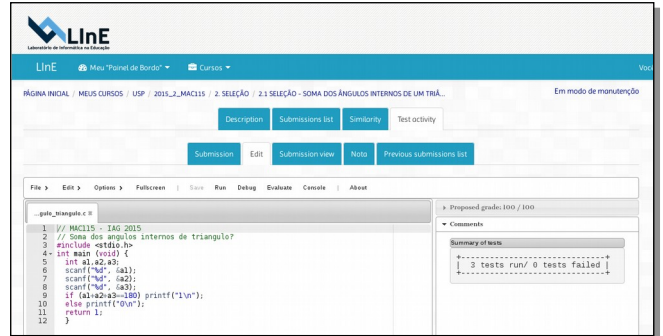 LInE
Laboratório de Informática na Educação
LInE Meu "Painel de Bordo" Cursos Você
PÁGINA INICIAL / MEUS CURSOS / USP / 2015_2_MAC115 / 2. SELEÇÃO / 2.1 SELEÇÃO - SOMA DOS ÂNGULOS INTERNOS DE UM TRIÂ... Em modo de manutenção
Description Submissions list Similarity Test activity
Submission Edit Submission view Nota Previous submissions list
File > Edit > Options > Fullscreen | Save Run Debug Evaluate Console | About
...gulo_triangulo.c
Proposed grade: 100 / 100
Comments
Summary of tests
+------------------------------+
| 3 tests run/ 0 tests failed |
+------------------------------+
1 // MAC115 - IAG 2015
2 // Soma dos angulos internos de triangulo?
3 #include <stdio.h>
4 int main (void) {
5 int a1,a2,a3;
6 scanf("%d", &a1);
7 scanf("%d", &a2);
8 scanf("%d", &a3);
9 if (a1+a2+a3==180) printf("1\n");
10 else printf("0\n");
11 return 1;
12 }